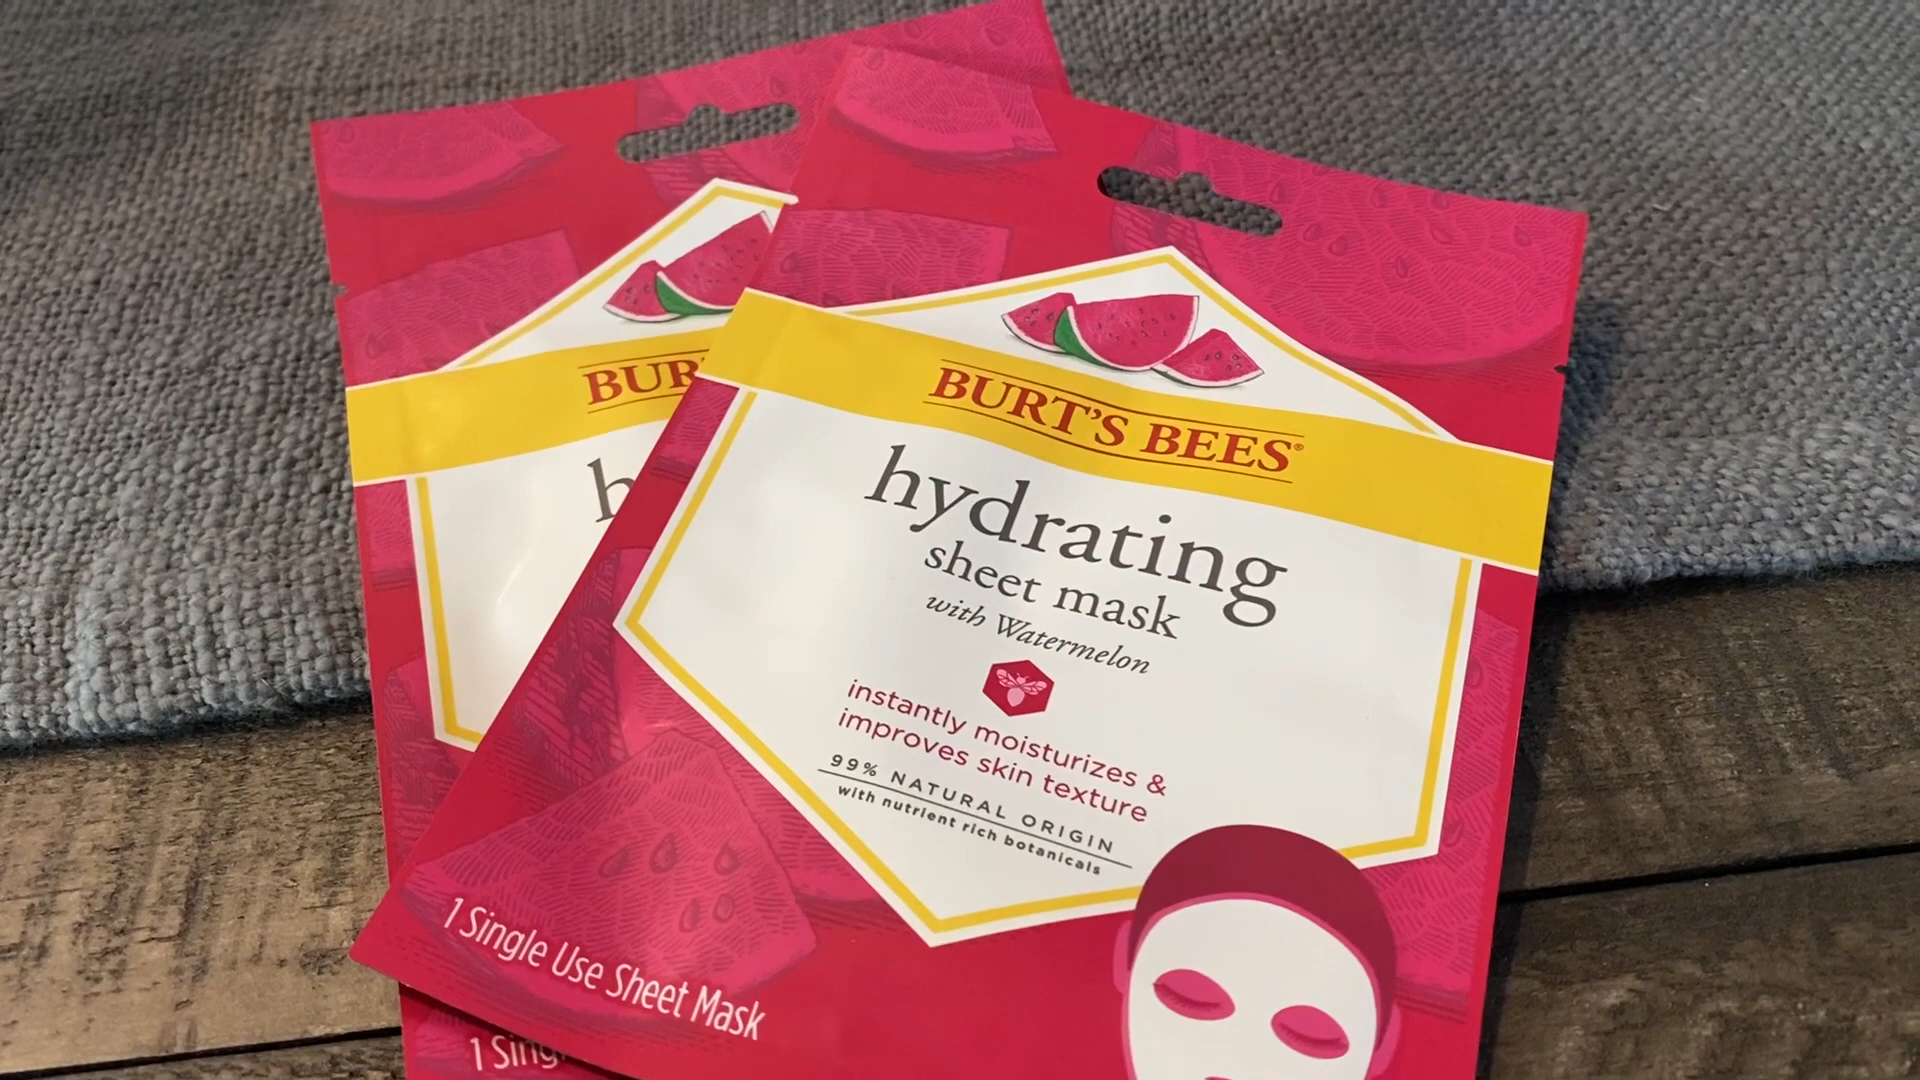 BURT'S BEES®
hydrating
sheet mask
with Watermelon
instantly moisturizes &
improves skin texture
99% NATURAL ORIGIN
with nutrient rich botanicals
1 Single Use Sheet Mask
BUR
h
1 Sing